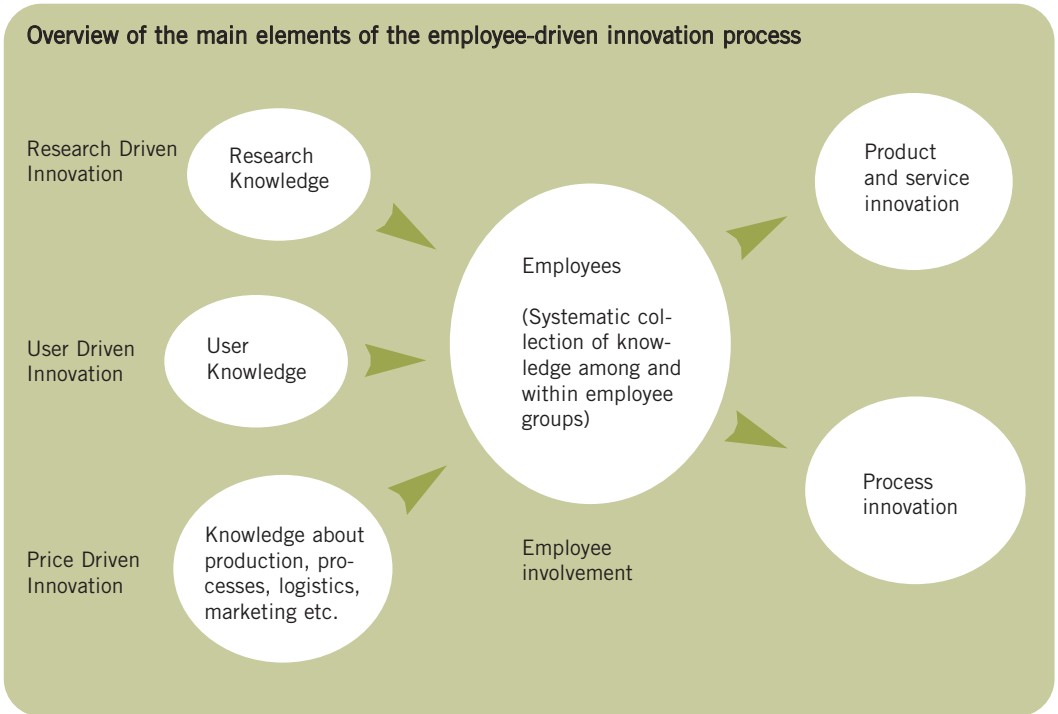 Overview of the main elements of the employee-driven innovation process
Research Driven
Innovation
Research
Knowledge
User Driven
Innovation
User
Knowledge
Price Driven
Innovation
Knowledge about
production, pro-
cesses, logistics,
marketing etc.
Employees
(Systematic col-
lection of know-
ledge among and
within employee
groups)
Employee
involvement
Product
and service
innovation
Process
innovation